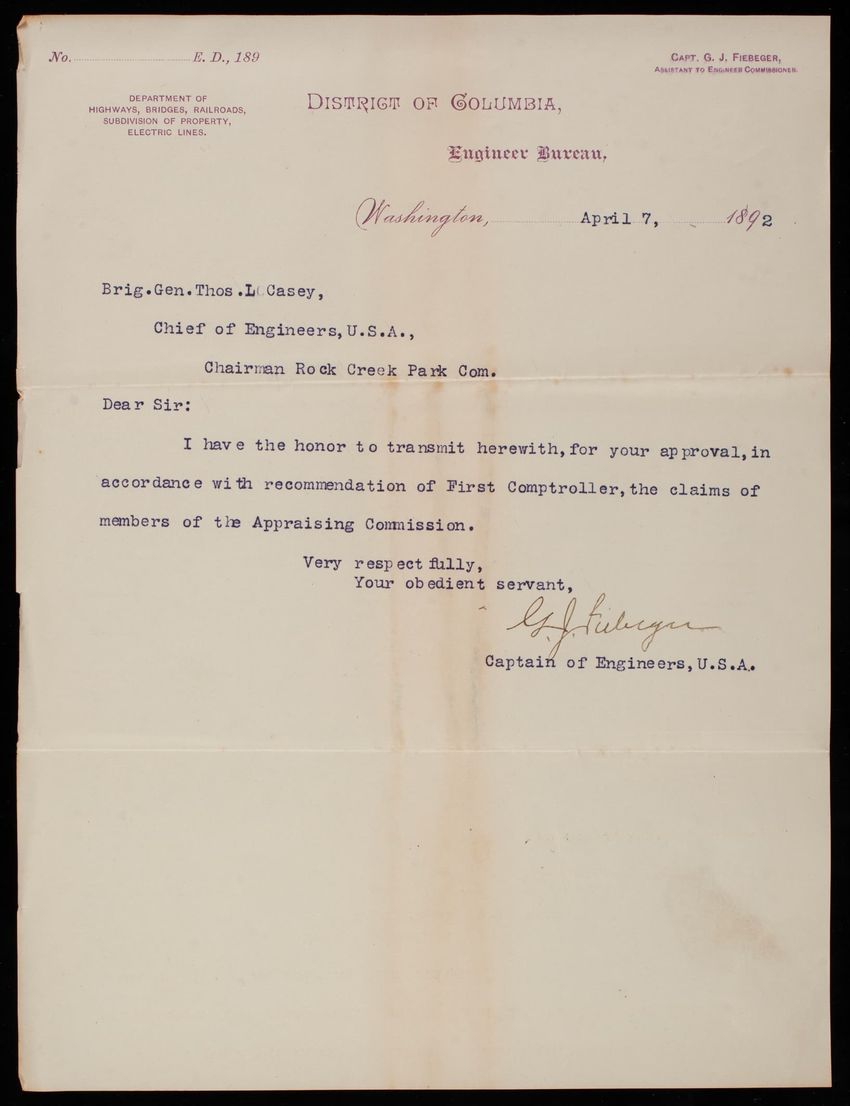 No. E. D., 189
CAPT. G. J. FIEBEGER,
ASSISTANT TO ENGINEER COMMISSIONER.
DEPARTMENT OF
HIGHWAYS, BRIDGES, RAILROADS,
SUBDIVISION OF PROPERTY,
ELECTRIC LINES.
DISTRICT OF COLUMBIA,
Engineer Bureau,
Washington, April 7, 1892
Brig.Gen.Thos.L Casey,
Chief of Engineers,U.S.A.,
Chairman Rock Creek Park Com.
Dear Sir:
I have the honor to transmit herewith,for your approval,in
accordance with recommendation of First Comptroller,the claims of
members of the Appraising Commission.
Very respectfully,
Your obedient servant,
G. J. Fiebeger
Captain of Engineers,U.S.A.